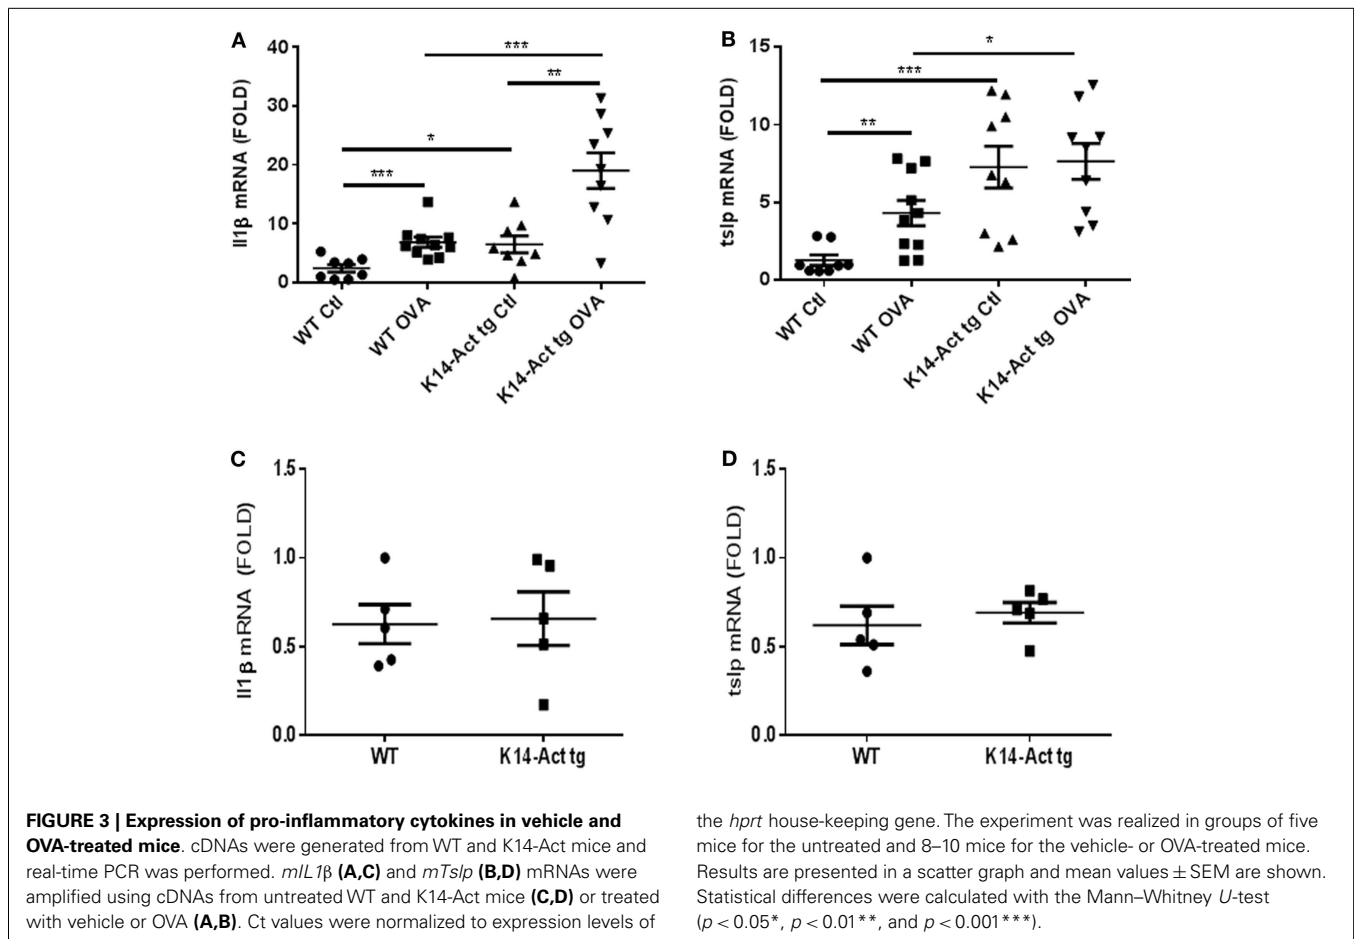 A
40
30
20
10
0
Il1β mRNA (FOLD)
***
**
*
***
WT Ctl
WT OVA
K14-Act tg Ctl
K14-Act tg OVA
B
15
10
5
0
tslp mRNA (FOLD)
*
***
**
WT Ctl
WT OVA
K14-Act tg Ctl
K14-Act tg OVA
C
1.5
1.0
0.5
0.0
Il1β mRNA (FOLD)
WT
K14-Act tg
D
1.5
1.0
0.5
0.0
tslp mRNA (FOLD)
WT
K14-Act tg
FIGURE 3 | Expression of pro-inflammatory cytokines in vehicle and
OVA-treated mice. cDNAs were generated from WT and K14-Act mice and
real-time PCR was performed. mIL1β (A,C) and mTslp (B,D) mRNAs were
amplified using cDNAs from untreated WT and K14-Act mice (C,D) or treated
with vehicle or OVA (A,B). Ct values were normalized to expression levels of
the hprt house-keeping gene. The experiment was realized in groups of five
mice for the untreated and 8–10 mice for the vehicle- or OVA-treated mice.
Results are presented in a scatter graph and mean values ± SEM are shown.
Statistical differences were calculated with the Mann–Whitney U-test
(p < 0.05*, p < 0.01**, and p < 0.001***).